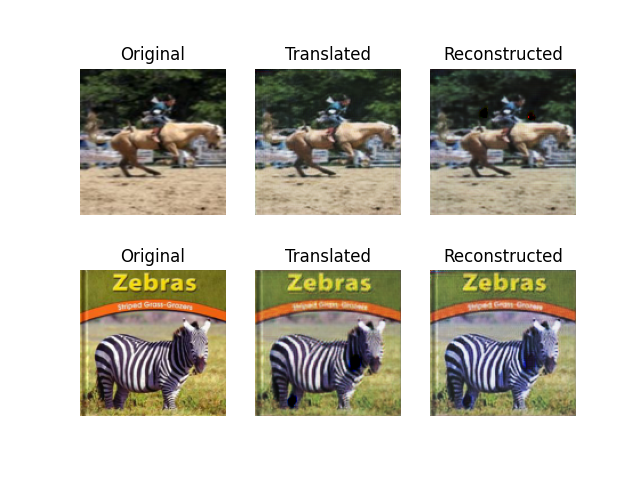 Original Translated Reconstructed
Original Translated Reconstructed
Zebras Zebras Zebras
Striped Grass-Grazers Striped Grass-Grazers Striped Grass-Grazers